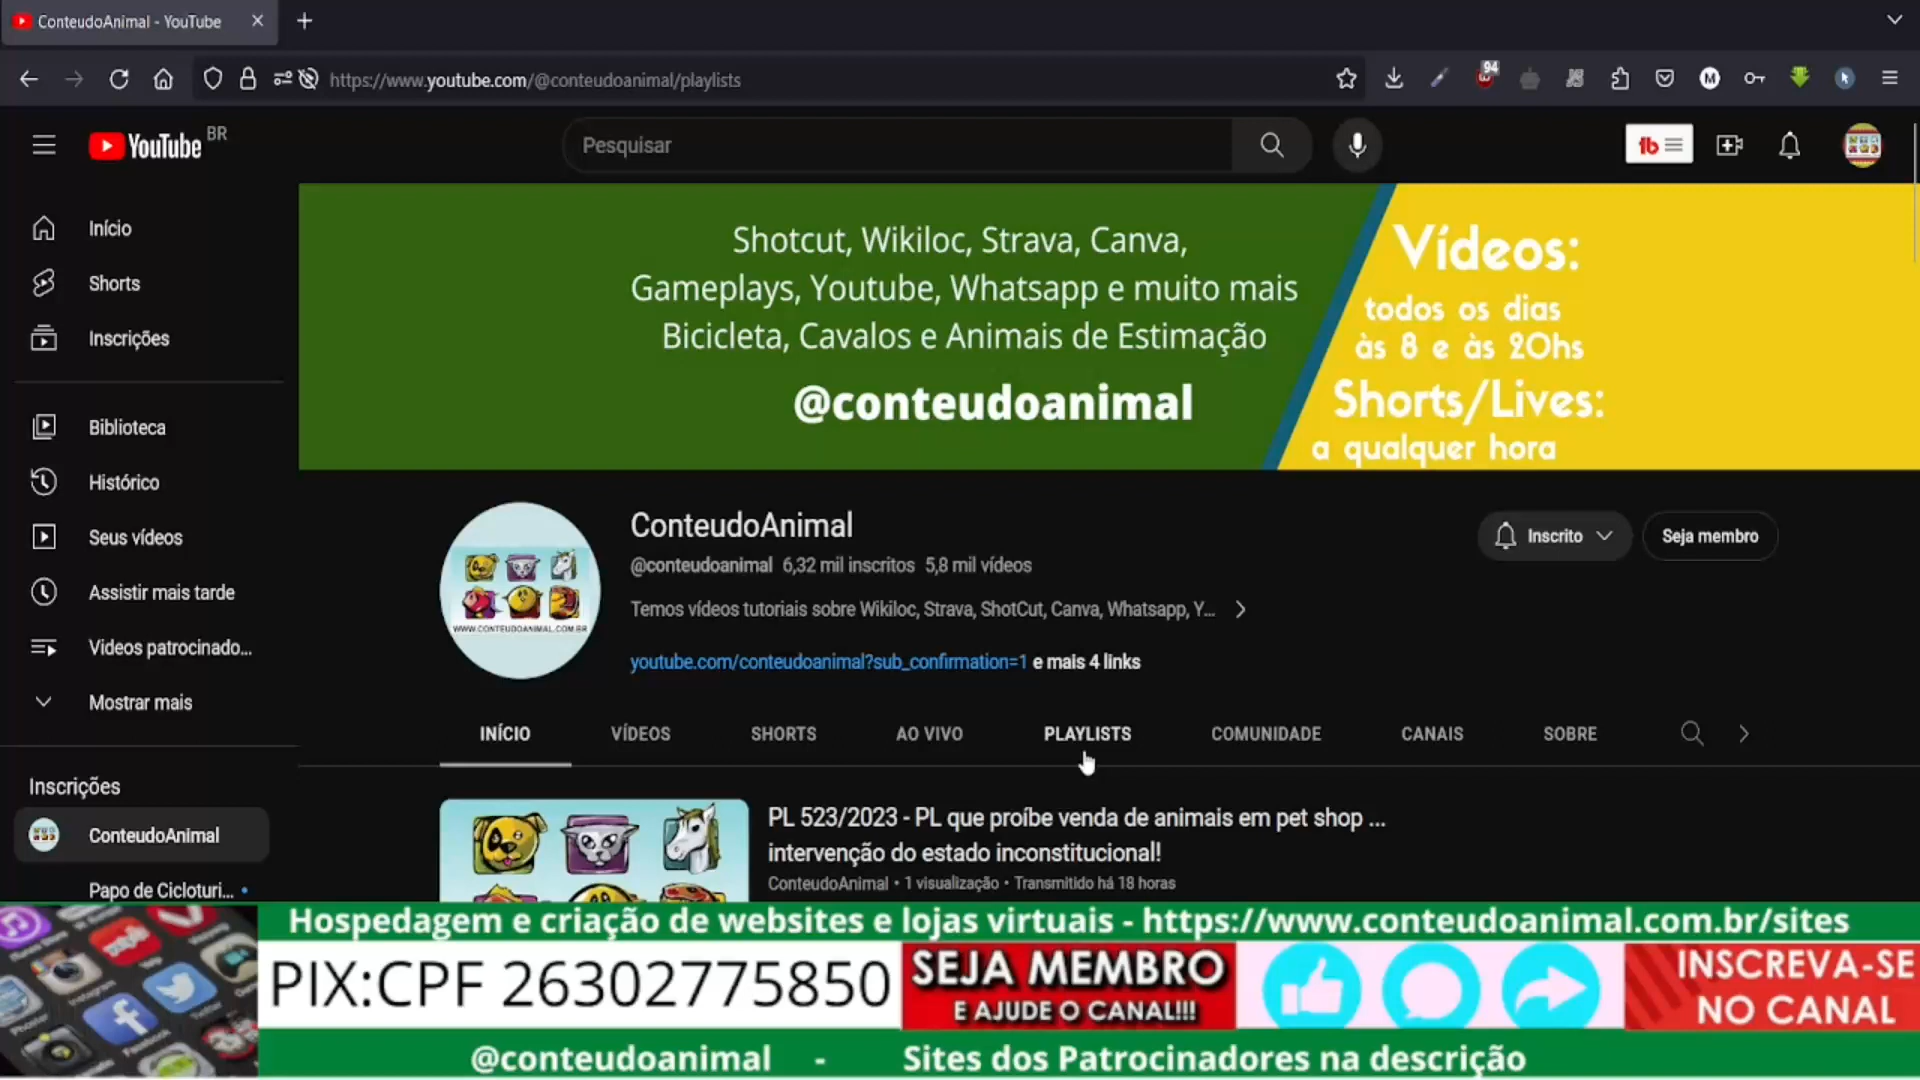 ConteudoAnimal - YouTube
https://www.youtube.com/@conteudoanimal/playlists
94
M
YouTube BR
Pesquisar
tb
Início
Shorts
Inscrições
Biblioteca
Histórico
Seus vídeos
Assistir mais tarde
Videos patrocinado...
Mostrar mais
Inscrições
ConteudoAnimal
Papo de Cicloturi...
Shotcut, Wikiloc, Strava, Canva,
Gameplays, Youtube, Whatsapp e muito mais
Bicicleta, Cavalos e Animais de Estimação
@conteudoanimal
Vídeos:
todos os dias
às 8 e às 20hs
Shorts/Lives:
a qualquer hora
WWW.CONTEUDOANIMAL.COM.BR
ConteudoAnimal
@conteudoanimal 6,32 mil inscritos 5,8 mil vídeos
Temos vídeos tutoriais sobre Wikiloc, Strava, ShotCut, Canva, Whatsapp, Y...
youtube.com/conteudoanimal?sub_confirmation=1 e mais 4 links
Inscrito
Seja membro
INÍCIO VÍDEOS SHORTS AO VIVO PLAYLISTS COMUNIDADE CANAIS SOBRE
PL 523/2023 - PL que proíbe venda de animais em pet shop ...
intervenção do estado inconstitucional!
ConteudoAnimal • 1 visualização • Transmitido há 18 horas
Hospedagem e criação de websites e lojas virtuais - https://www.conteudoanimal.com.br/sites
PIX:CPF 26302775850
SEJA MEMBRO
E AJUDE O CANAL!!!
INSCREVA-SE
NO CANAL
@conteudoanimal - Sites dos Patrocinadores na descrição